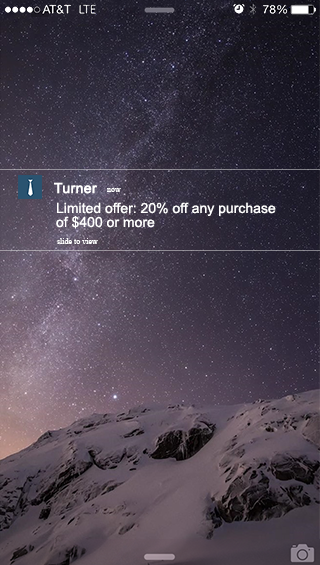 AT&T LTE 78%
Turner now
Limited offer: 20% off any purchase
of $400 or more
slide to view